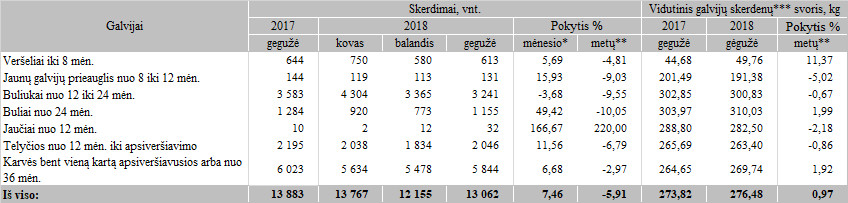 Galvijai Skerdimai, vnt. Vidutinis galvijų skerdenų*** svoris, kg
2017 2018 Pokytis % 2017 2018 Pokytis %
gegužė kovas balandis gegužė mėnesio* metų** gegužė gegužė metų**
Veršeliai iki 8 mėn. 644 750 580 613 5,69 -4,81 44,68 49,76 11,37
Jaunų galvijų prieauglis nuo 8 iki 12 mėn. 144 119 113 131 15,93 -9,03 201,49 191,38 -5,02
Buliukai nuo 12 iki 24 mėn. 3 583 4 304 3 365 3 241 -3,68 -9,55 302,85 300,83 -0,67
Buliai nuo 24 mėn. 1 284 920 773 1 155 49,42 -10,05 303,97 310,03 1,99
Jaučiai nuo 12 mėn. 10 2 12 32 166,67 220,00 288,80 282,50 -2,18
Telyčios nuo 12 mėn. iki apsiveršiavimo 2 195 2 038 1 834 2 046 11,56 -6,79 265,69 263,40 -0,86
Karvės bent vieną kartą apsiveršiavusios arba nuo
36 mėn. 6 023 5 634 5 478 5 844 6,68 -2,97 264,65 269,74 1,92
Iš viso: 13 883 13 767 12 155 13 062 7,46 -5,91 273,82 276,48 0,97